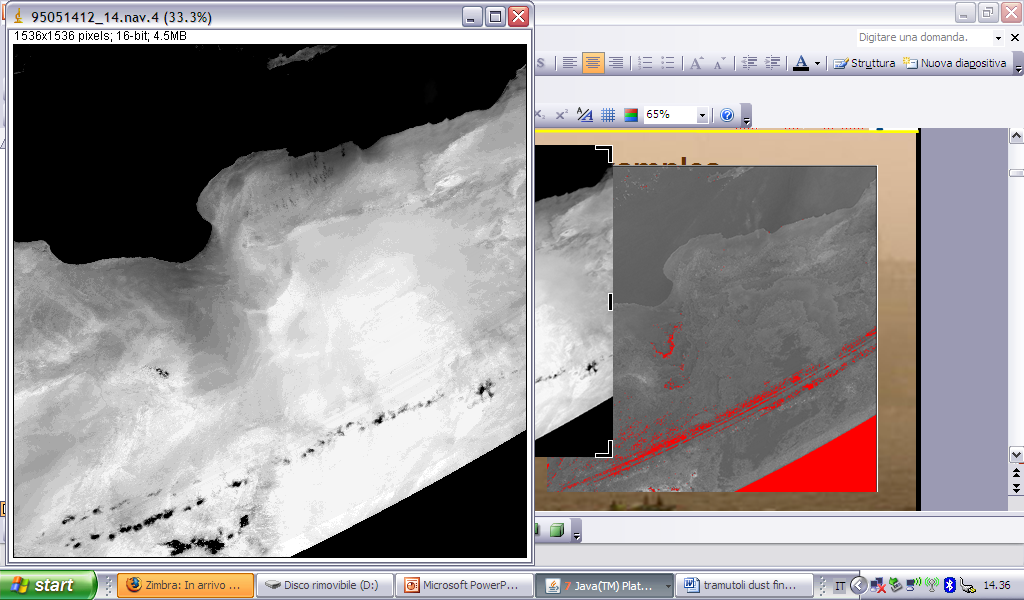 95051412_14.nav.4 (33.3%)
1536x1536 pixels; 16-bit; 4.5MB
Digitare una domanda.
S
A
Struttura
Nuova diapositiva
65%
start
Zimbra: In arrivo ...
Disco rimovibile (D:)
Microsoft PowerP...
7 Java(TM) Plat...
tramutoli dust fin...
IT
14.36